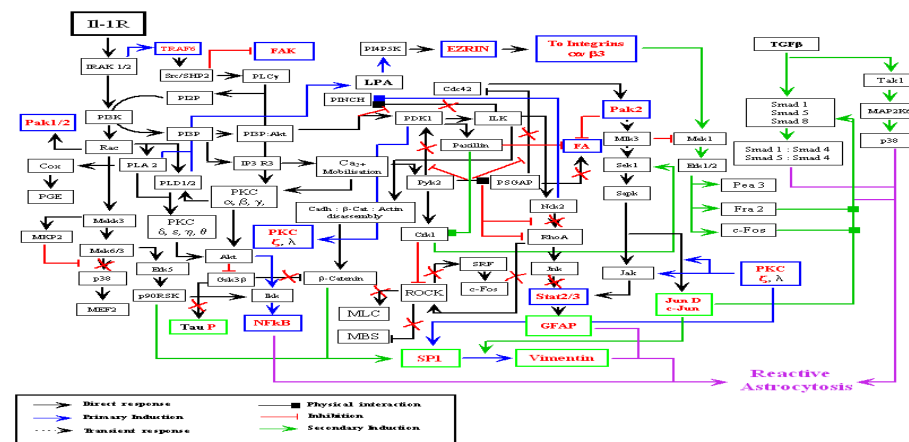 Il-1R
IRAK 1/2
TRAF6
FAK
Src/SHP2
PLCγ
PI2P
PI3K
Pak1/2
Rac
PI3P
PI3P:Akt
Cox
PGE
PLA 2
PLD1/2
IP3 R3
Ca2+
Mobilisation
PKC
α, β, γ,
PKC
δ, ε, η, θ
Cadh : β-Cat : Actin
disassembly
PKC
ζ, λ
Mekk3
MKP2
Mek6/3
p38
MEF2
Erk5
p90RSK
Akt
Gsk3β
Ikk
β-Catenin
Tau P
NFkB
PI4P5K
EZRIN
To Integrins
αv β3
LPA
PINCH
Cdc42
PDK1
ILK
Pak2
Paxillin
FA
Mlk3
Mek1
Pyk2
PSGAP
Sek1
Erk1/2
Sapk
Nck2
Crk1
RhoA
Pea 3
Fra 2
c-Fos
SRF
c-Fos
Jnk
Jak
ROCK
MLC
MBS
Stat2/3
GFAP
Jun D
c-Jun
PKC
ζ, λ
SP1
Vimentin
TGFβ
Tak1
MAP3K6
p38
Smad 1
Smad 5
Smad 8
Smad 1 : Smad 4
Smad 5 : Smad 4
Reactive
Astrocytosis
Direct response
Physical interaction
Primary Induction
Inhibition
Transient response
Secondary Induction